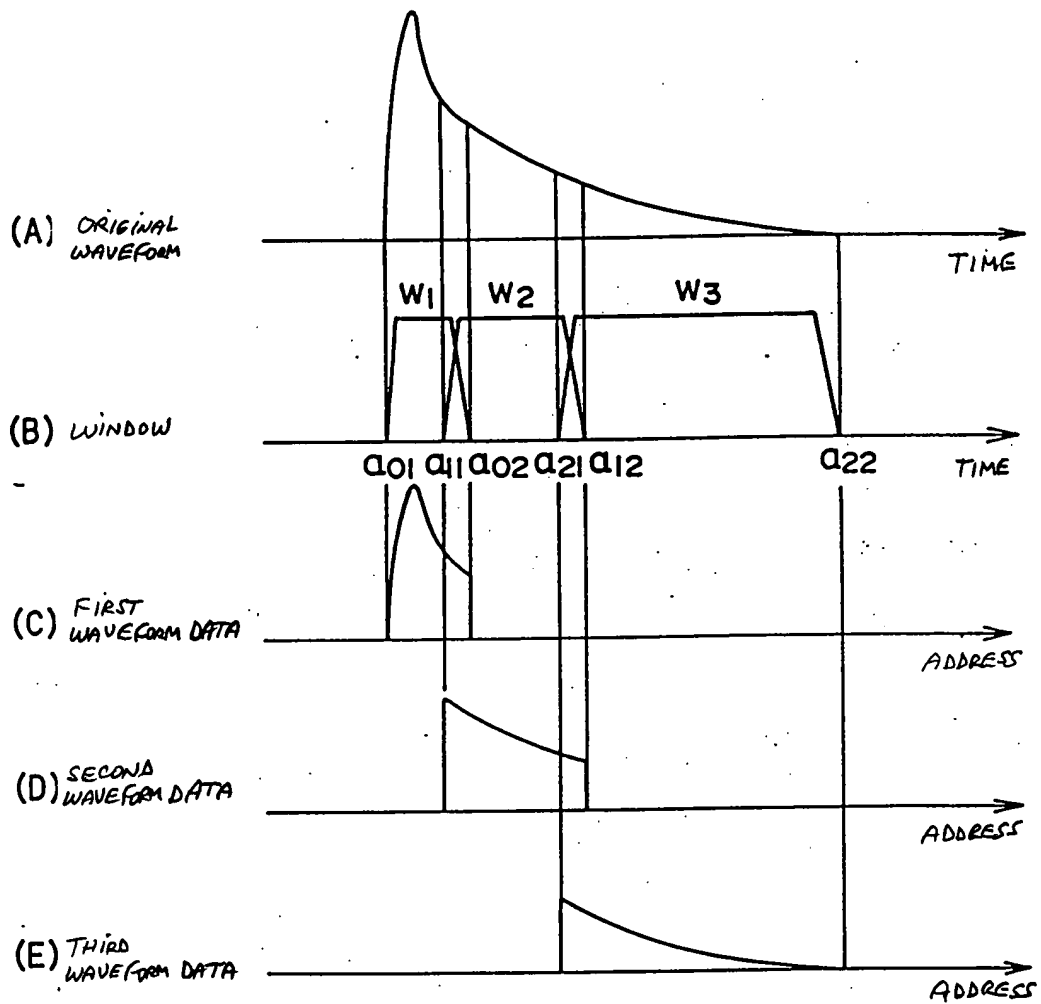 (A) ORIGINAL
WAVEFORM
TIME
W1 W2 W3
(B) WINDOW
TIME
a01 a11 a02 a21 a12 a22
(C) FIRST
WAVEFORM DATA
ADDRESS
(D) SECOND
WAVEFORM DATA
ADDRESS
(E) THIRD
WAVEFORM DATA
ADDRESS